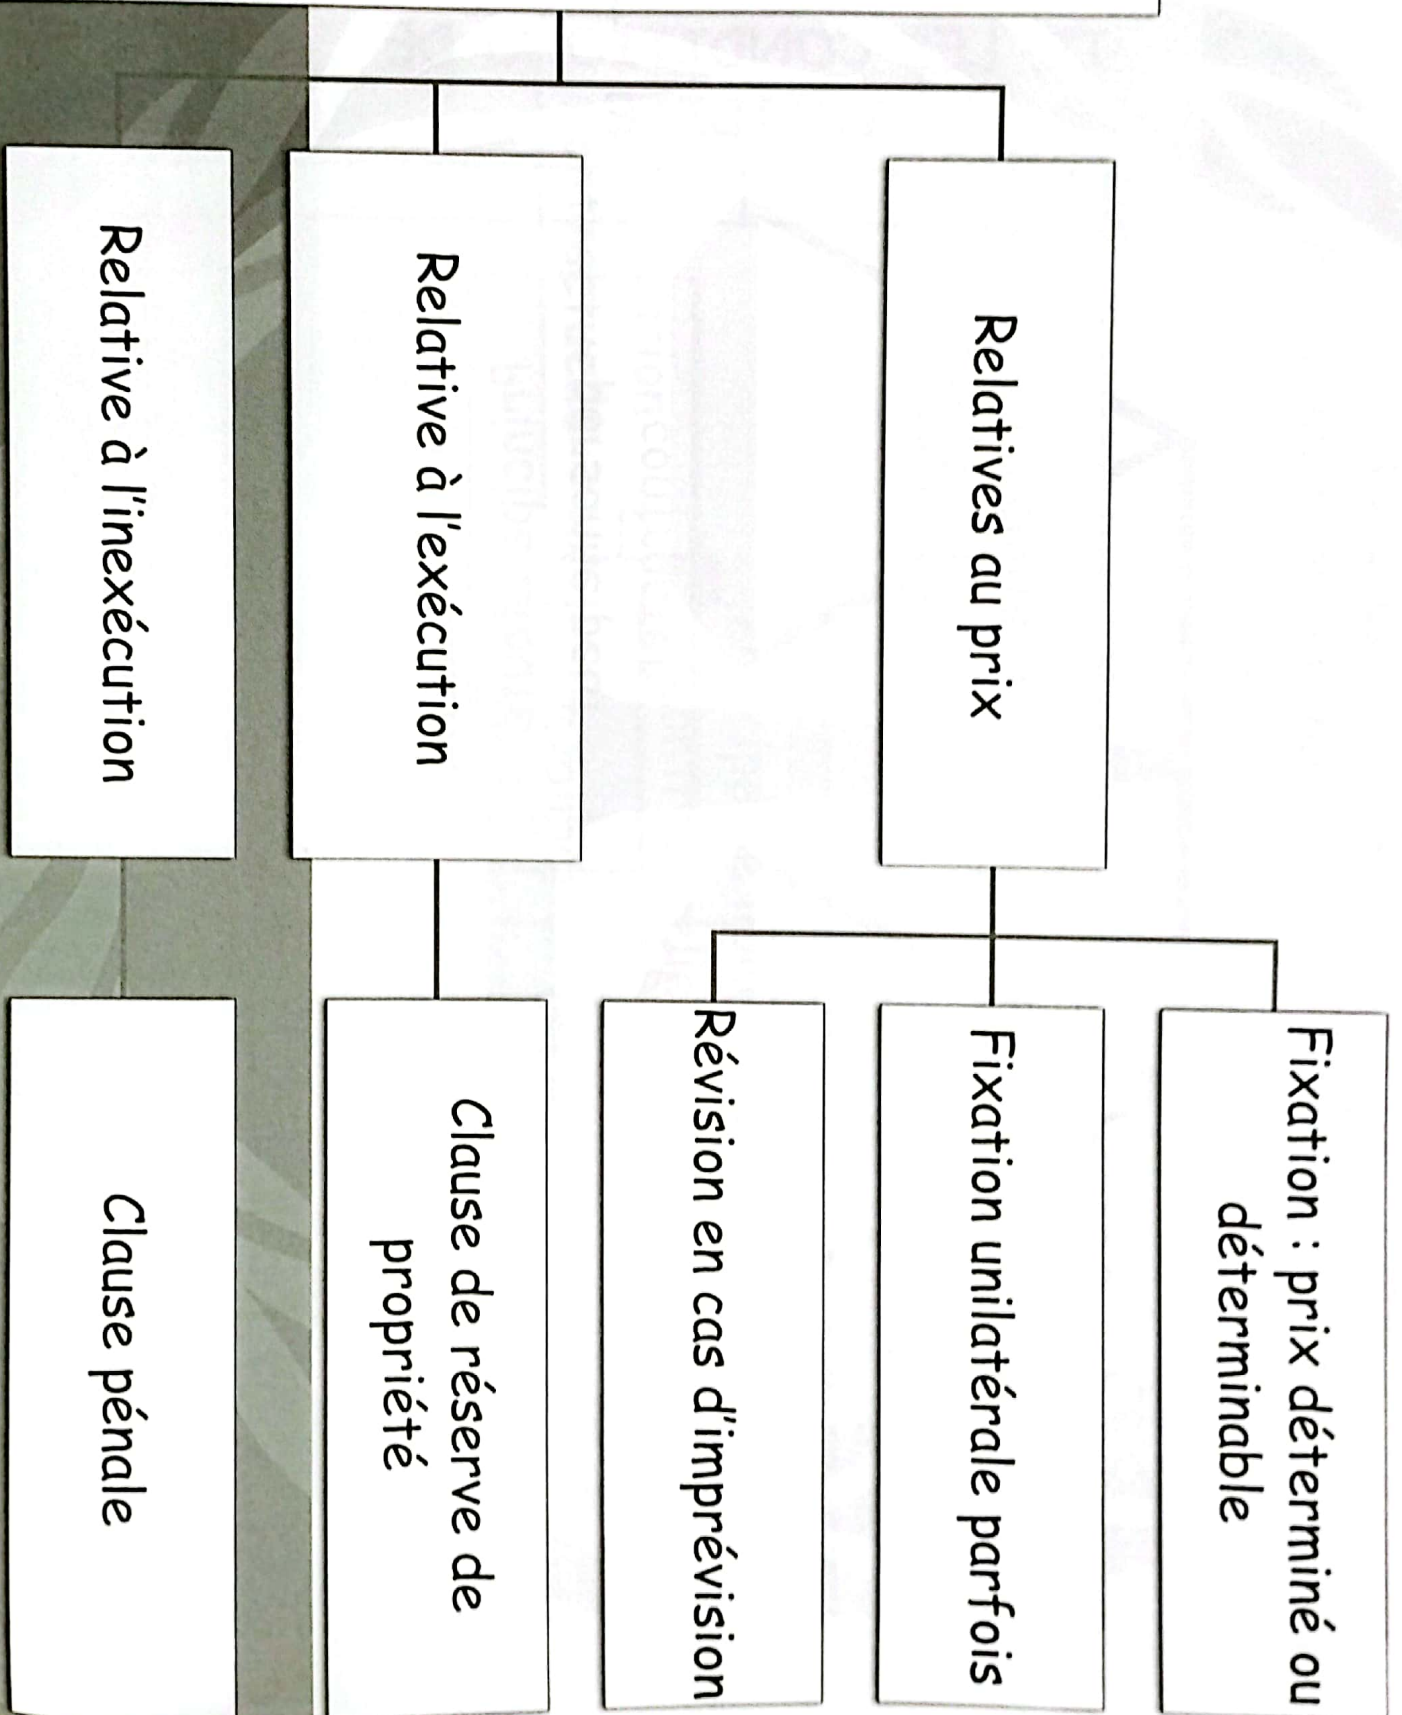 Relatives au prix
Fixation : prix déterminé ou
déterminable
Fixation unilatérale parfois
Révision en cas d'imprévision
Relative à l'exécution
Clause de réserve de
propriété
Relative à l'inexécution
Clause pénale